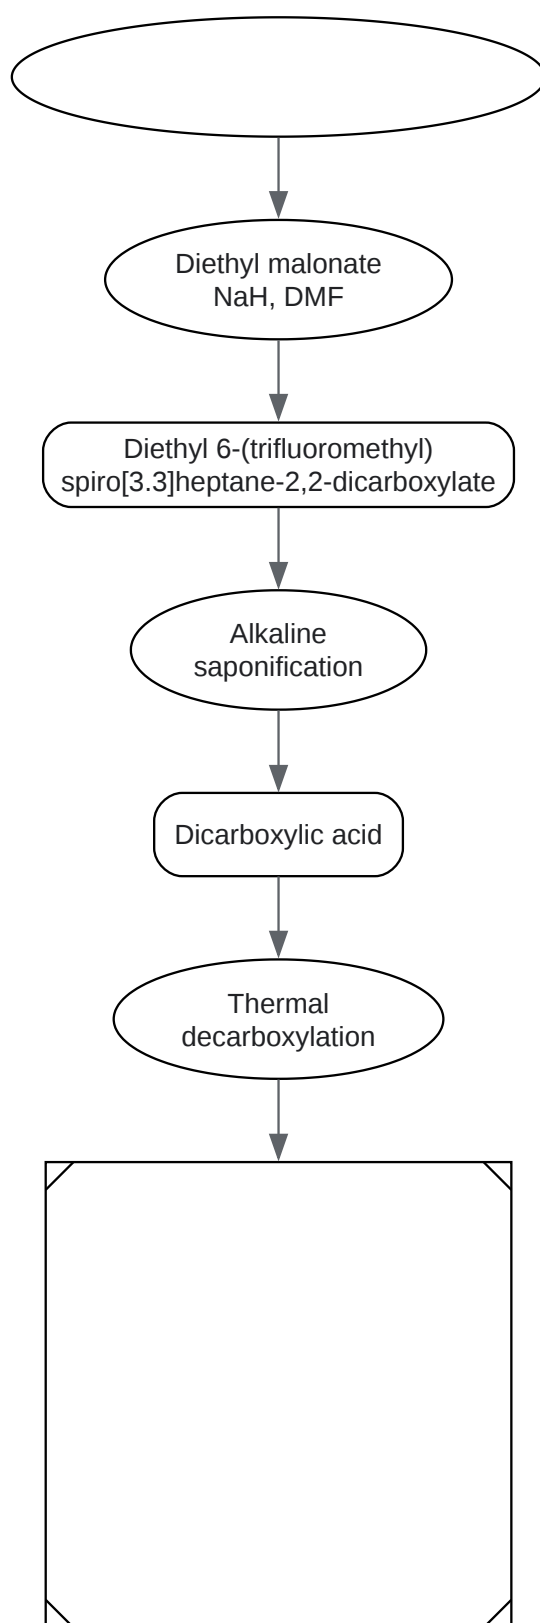 Diethyl malonate
NaH, DMF
Diethyl 6-(trifluoromethyl)
spiro[3.3]heptane-2,2-dicarboxylate
Alkaline
saponification
Dicarboxylic acid
Thermal
decarboxylation